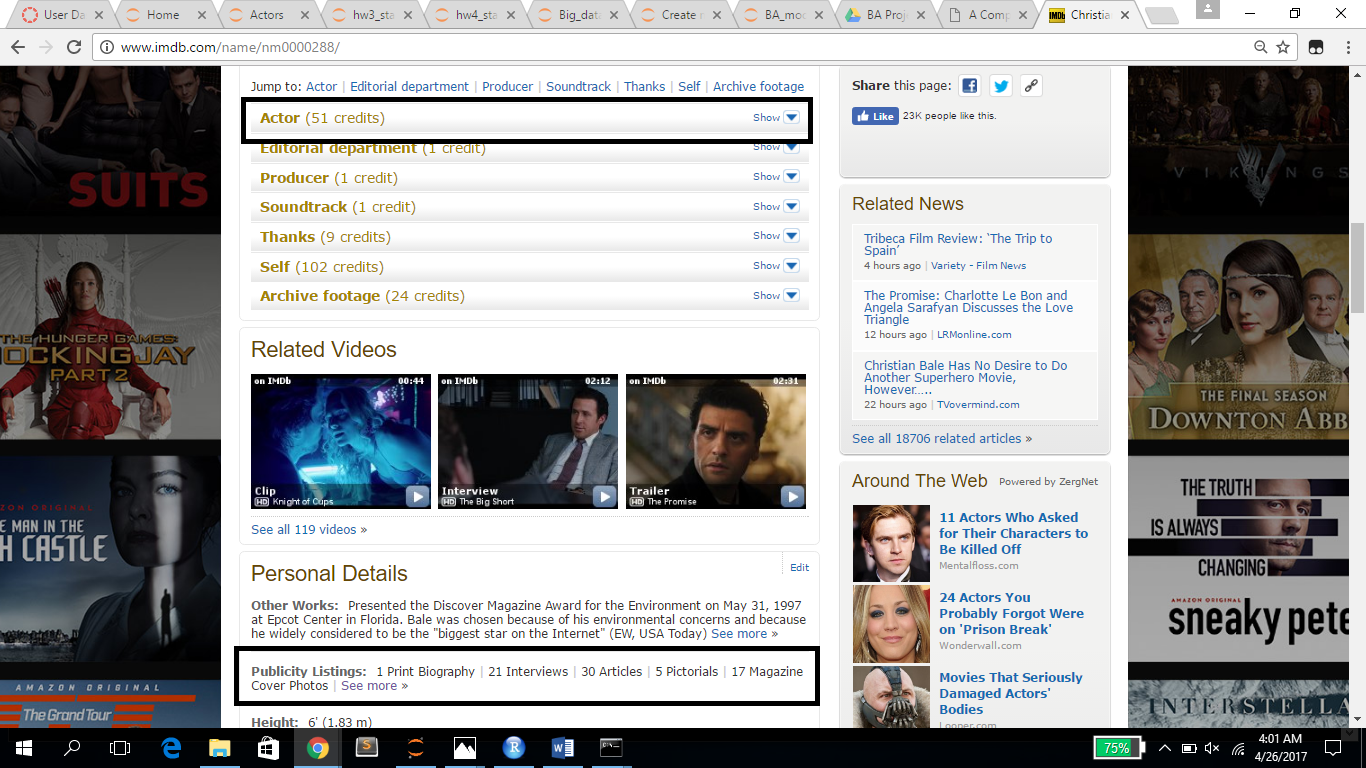 User Da
Home
Actors
hw3_sta
hw4_sta
Big_data
Create n
BA_moc
BA Proje
A Comp
IMDb Christia
www.imdb.com/name/nm0000288/
Jump to: Actor | Editorial department | Producer | Soundtrack | Thanks | Self | Archive footage
Actor (51 credits) Show
Editorial department (1 credit) Show
Producer (1 credit) Show
Soundtrack (1 credit) Show
Thanks (9 credits) Show
Self (102 credits) Show
Archive footage (24 credits) Show
Related Videos
on IMDb 00:44
Clip
HD Knight of Cups
on IMDb 02:12
Interview
HD The Big Short
on IMDb 02:31
Trailer
HD The Promise
See all 119 videos »
Personal Details
Edit
Other Works: Presented the Discover Magazine Award for the Environment on May 31, 1997
at Epcot Center in Florida. Bale was chosen because of his environmental concerns and because
he widely considered to be the "biggest star on the Internet" (EW, USA Today) See more »
Publicity Listings: 1 Print Biography | 21 Interviews | 30 Articles | 5 Pictorials | 17 Magazine
Cover Photos | See more »
Height: 6' (1.83 m)
Share this page:
Like 23K people like this.
Related News
Tribeca Film Review: ‘The Trip to
Spain’
4 hours ago | Variety - Film News
The Promise: Charlotte Le Bon and
Angela Sarafyan Discusses the Love
Triangle
12 hours ago | LRMonline.com
Christian Bale Has No Desire to Do
Another Superhero Movie,
However…..
22 hours ago | TVovermind.com
See all 18706 related articles »
Around The Web Powered by ZergNet
11 Actors Who Asked
for Their Characters to
Be Killed Off
Mentalfloss.com
24 Actors You
Probably Forgot Were
on 'Prison Break'
Wonderwall.com
Movies That Seriously
Damaged Actors'
Bodies
Looper.com
SUITS
THE HUNGER GAMES:
MOCKINGJAY
PART 2
AZON ORIGINAL
E MAN IN THE
H CASTLE
AMAZON ORIGINAL
The Grand Tour
VIKINGS
THE FINAL SEASON
DOWNTON ABB
THE TRUTH
IS ALWAYS
CHANGING
AMAZON ORIGINAL
sneaky pete
INTERSTELLA
75%
4:01 AM
4/26/2017